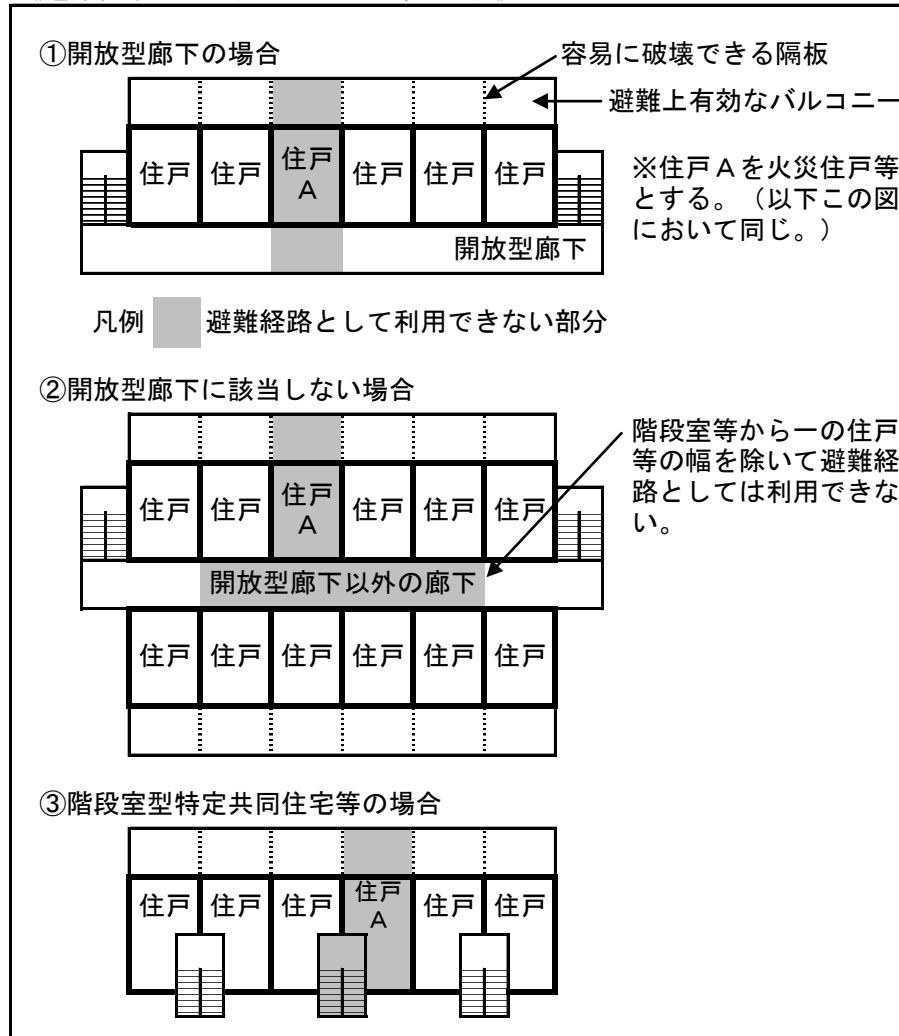 ①開放型廊下の場合
容易に破壊できる隔板
避難上有効なバルコニー
住戸 住戸 住戸 住戸 住戸 住戸
A
※住戸Aを火災住戸等
とする。（以下この図
において同じ。）
開放型廊下
凡例 避難経路として利用できない部分
②開放型廊下に該当しない場合
階段室等から一の住戸
等の幅を除いて避難経
路としては利用できな
い。
住戸 住戸 住戸 住戸 住戸 住戸
A
開放型廊下以外の廊下
住戸 住戸 住戸 住戸 住戸 住戸
③階段室型特定共同住宅等の場合
住戸 住戸 住戸 住戸 住戸 住戸
A